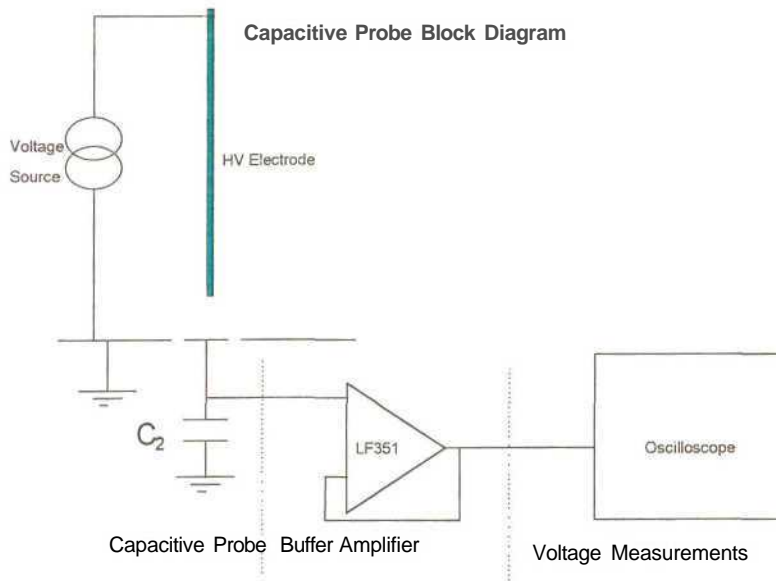 Capacitive Probe Block Diagram
Voltage
Source
HV Electrode
C2
LF351
Oscilloscope
Capacitive Probe
Buffer Amplifier
Voltage Measurements